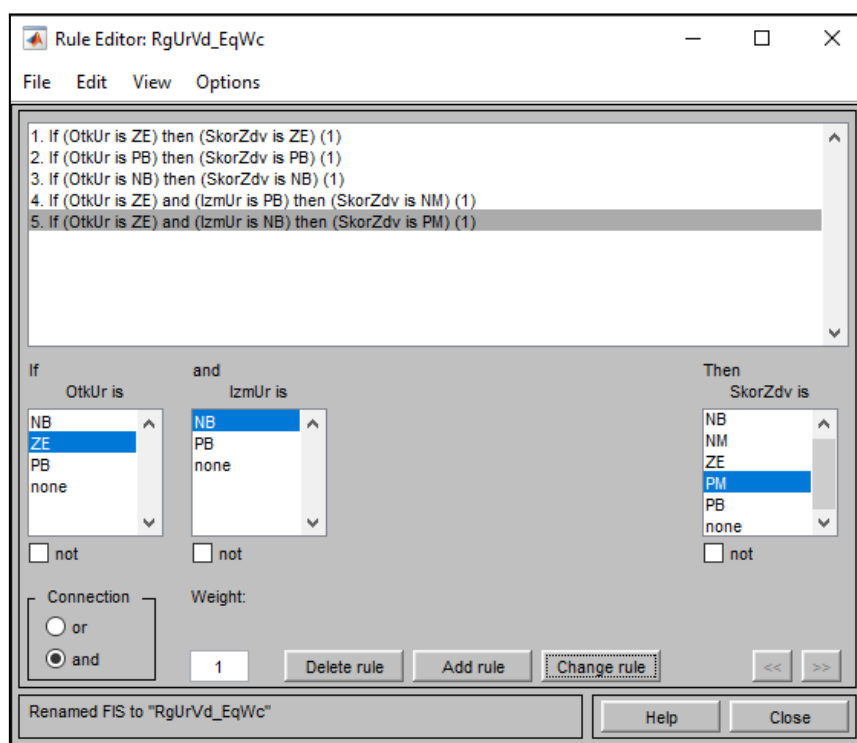 Rule Editor: RgUrVd_EqWc
File Edit View Options
1. If (OtkUr is ZE) then (SkorZdv is ZE) (1)
2. If (OtkUr is PB) then (SkorZdv is PB) (1)
3. If (OtkUr is NB) then (SkorZdv is NB) (1)
4. If (OtkUr is ZE) and (IzmUr is PB) then (SkorZdv is NM) (1)
5. If (OtkUr is ZE) and (IzmUr is NB) then (SkorZdv is PM) (1)
If and Then
OtkUr is IzmUr is SkorZdv is
NB NB NB
ZE PB NM
PB none ZE
none PM
PB
none
not not not
Connection Weight:
or
and 1 Delete rule Add rule Change rule << >>
Renamed FIS to "RgUrVd_EqWc" Help Close